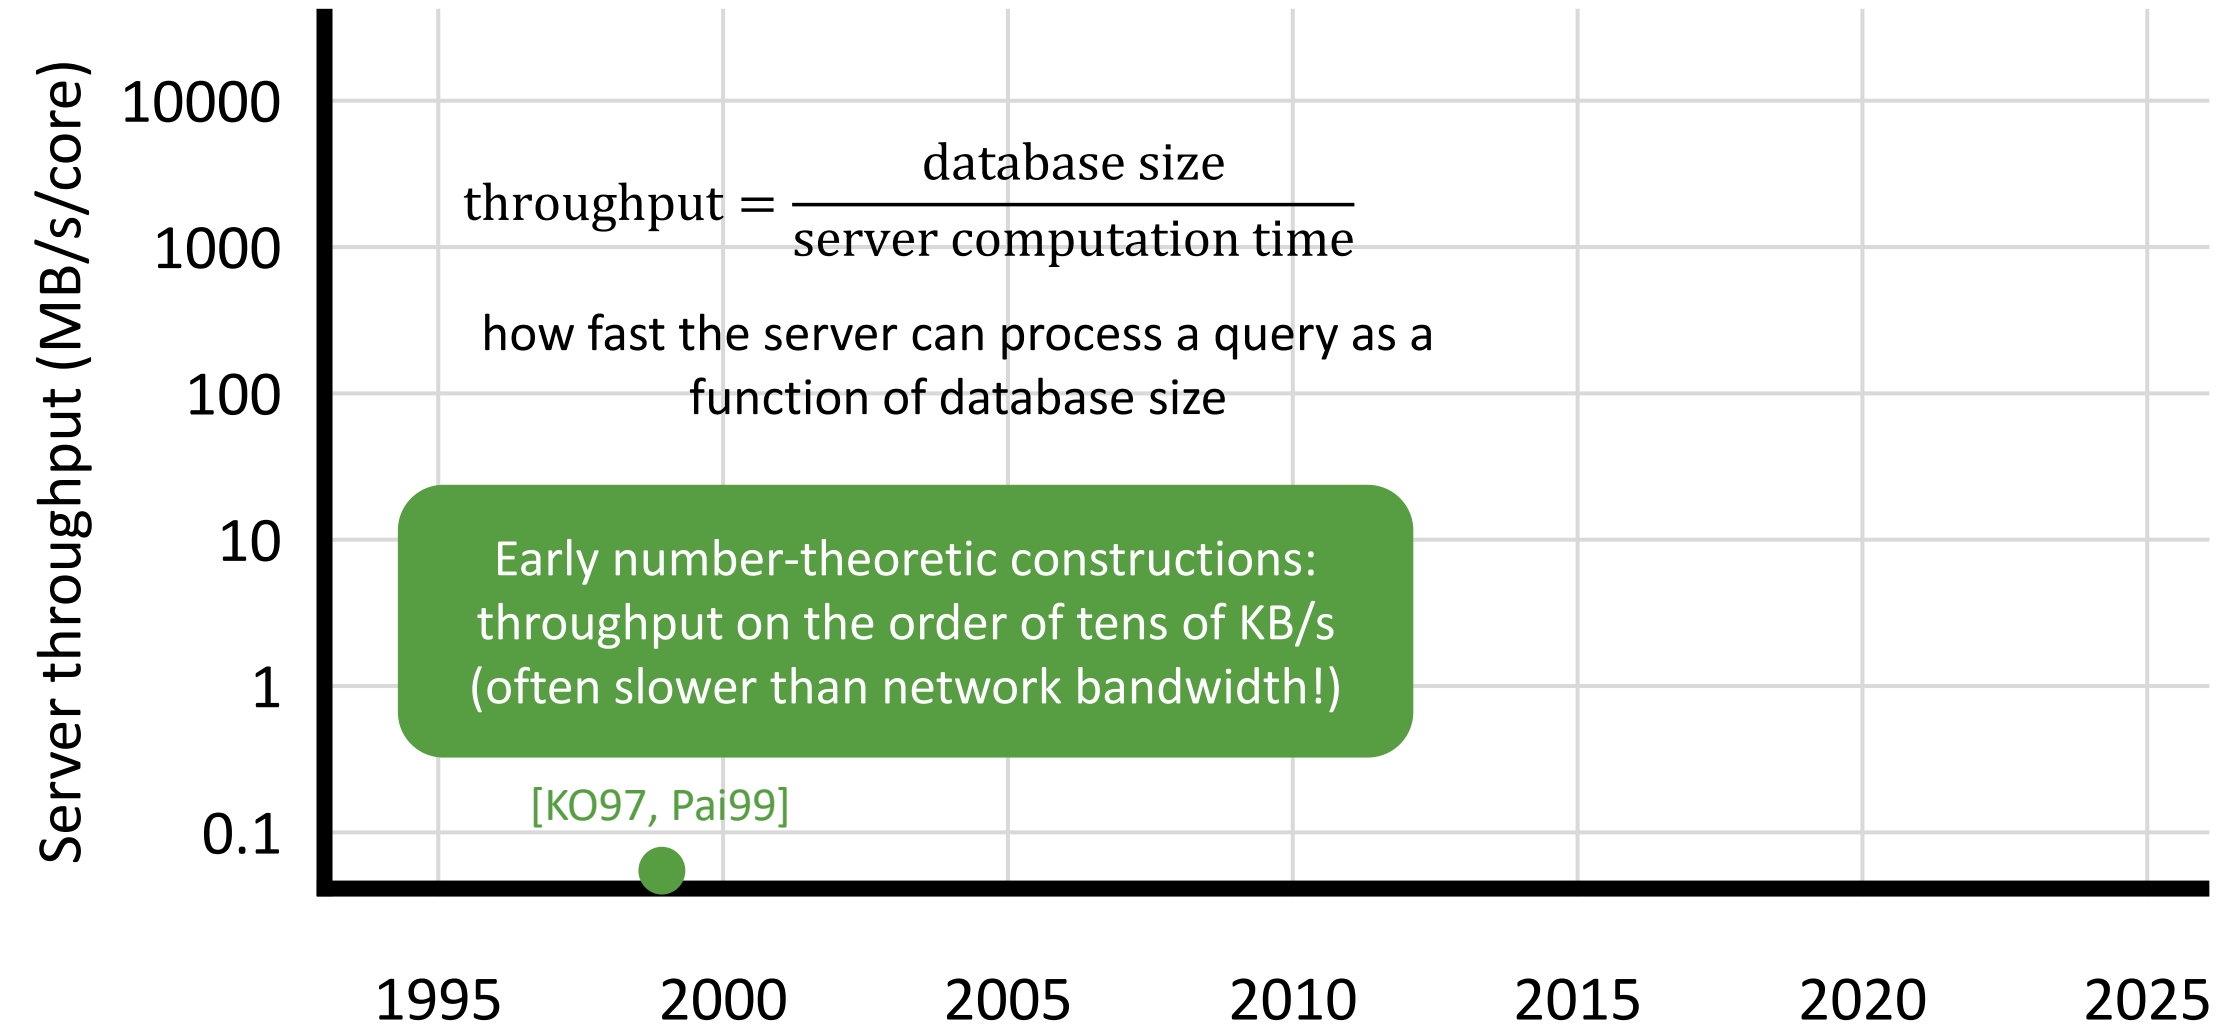 Server throughput (MB/s/core)
10000
1000
100
10
1
0.1
throughput = database size / server computation time
how fast the server can process a query as a
function of database size
Early number-theoretic constructions:
throughput on the order of tens of KB/s
(often slower than network bandwidth!)
[KO97, Pai99]
1995 2000 2005 2010 2015 2020 2025